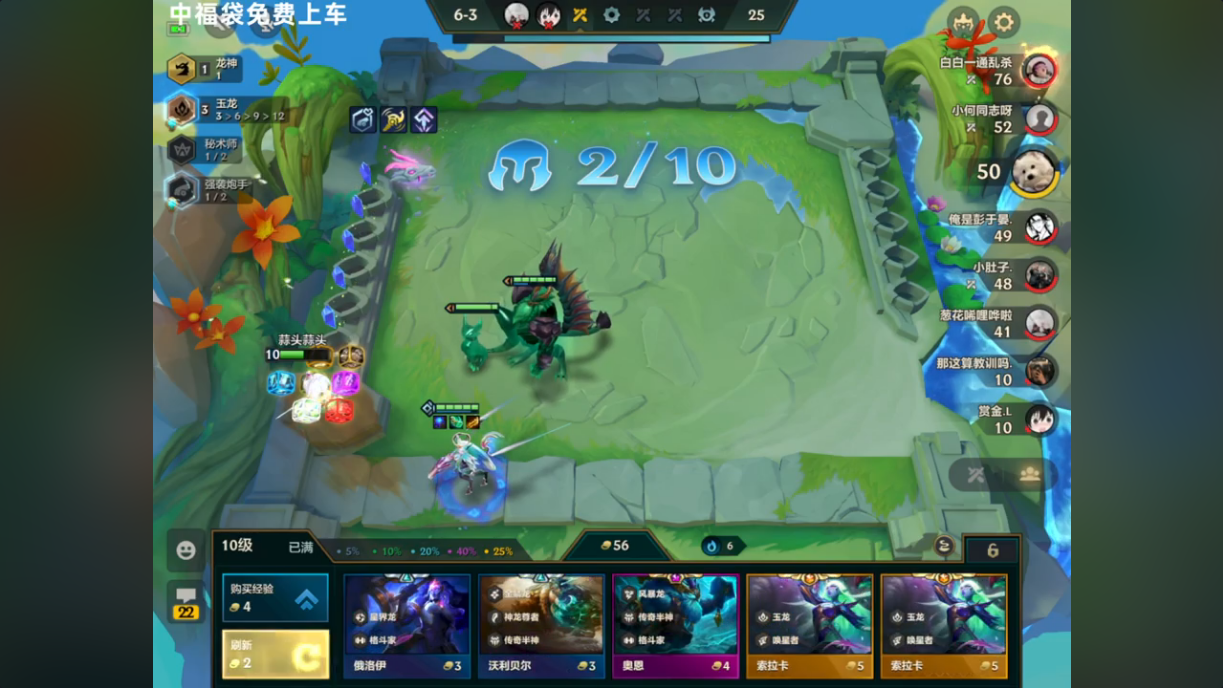 中福袋免费上车
6-3
25
龙神
1
1
玉龙
3
3 > 6 > 9 > 12
秘术师
1 / 2
强袭炮手
1 / 2
2/10
白白一通乱杀
76
小何同志呀
52
50
俺是彭于晏.
49
小肚子.
48
葱花唏哩哗啦
41
那这算教训吗.
10
赏金.L
10
蒜头蒜头
10
10级
已满
5%
10%
20%
40%
25%
56
6
6
22
购买经验
4
刷新
2
星界龙
格斗家
俄洛伊
3
神龙尊者
传奇半神
沃利贝尔
3
风暴龙
传奇半神
格斗家
奥恩
4
玉龙
唤星者
索拉卡
5
玉龙
唤星者
索拉卡
5